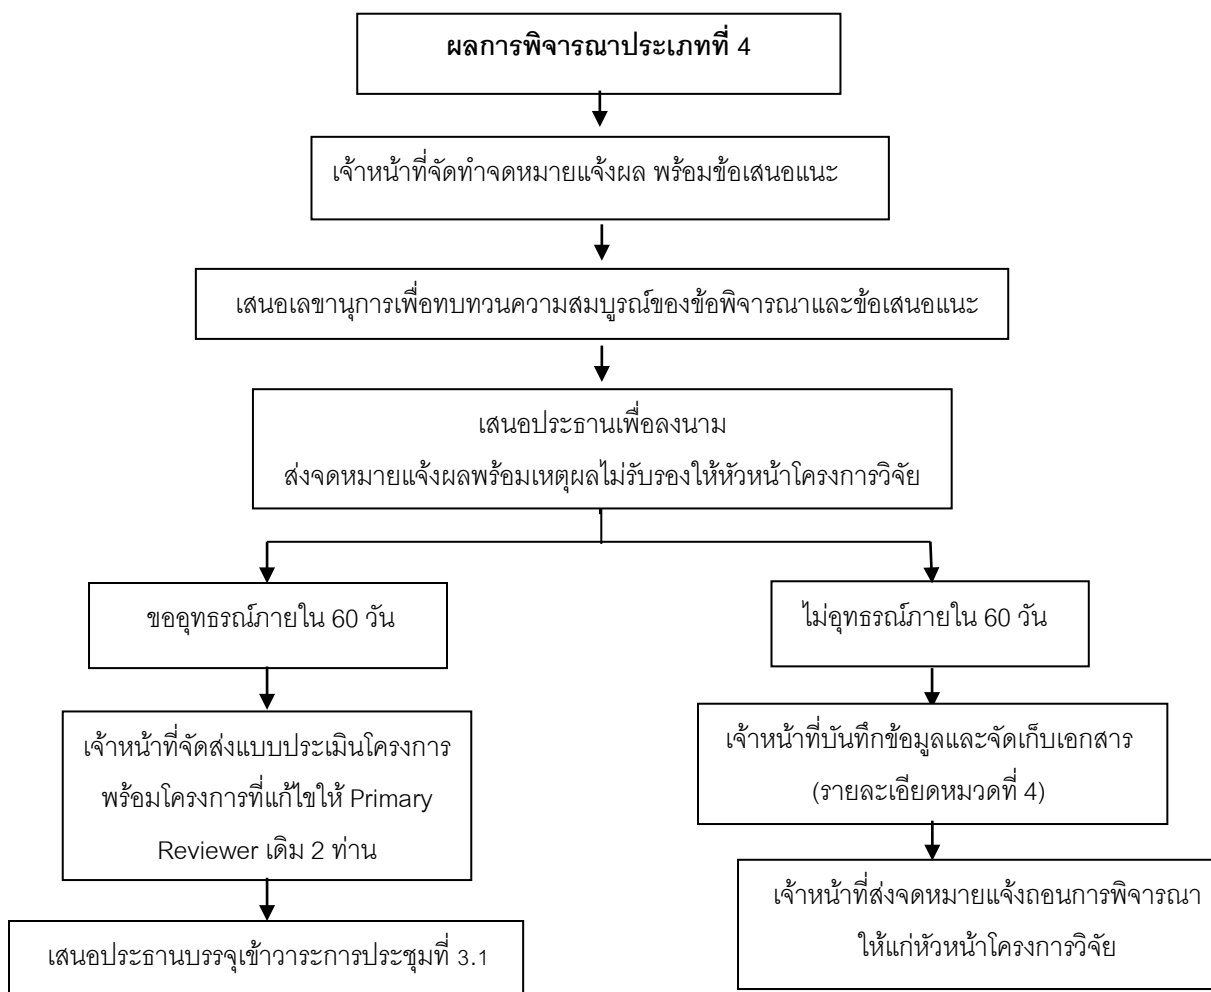 ผลการพิจารณาประเภทที่ 4
เจ้าหน้าที่จัดทำจดหมายแจ้งผล พร้อมข้อเสนอแนะ
เสนอเลขานุการเพื่อทบทวนความสมบูรณ์ของข้อพิจารณาและข้อเสนอแนะ
เสนอประธานเพื่อลงนาม
ส่งจดหมายแจ้งผลพร้อมเหตุผลไม่รับรองให้หัวหน้าโครงการวิจัย
ขออุทธรณ์ภายใน 60 วัน
เจ้าหน้าที่จัดส่งแบบประเมินโครงการ
พร้อมโครงการที่แก้ไขให้ Primary
Reviewer เดิม 2 ท่าน
เสนอประธานบรรจุเข้าวาระการประชุมที่ 3.1
ไม่อุทธรณ์ภายใน 60 วัน
เจ้าหน้าที่บันทึกข้อมูลและจัดเก็บเอกสาร
(รายละเอียดหมวดที่ 4)
เจ้าหน้าที่ส่งจดหมายแจ้งถอนการพิจารณา
ให้แก่หัวหน้าโครงการวิจัย